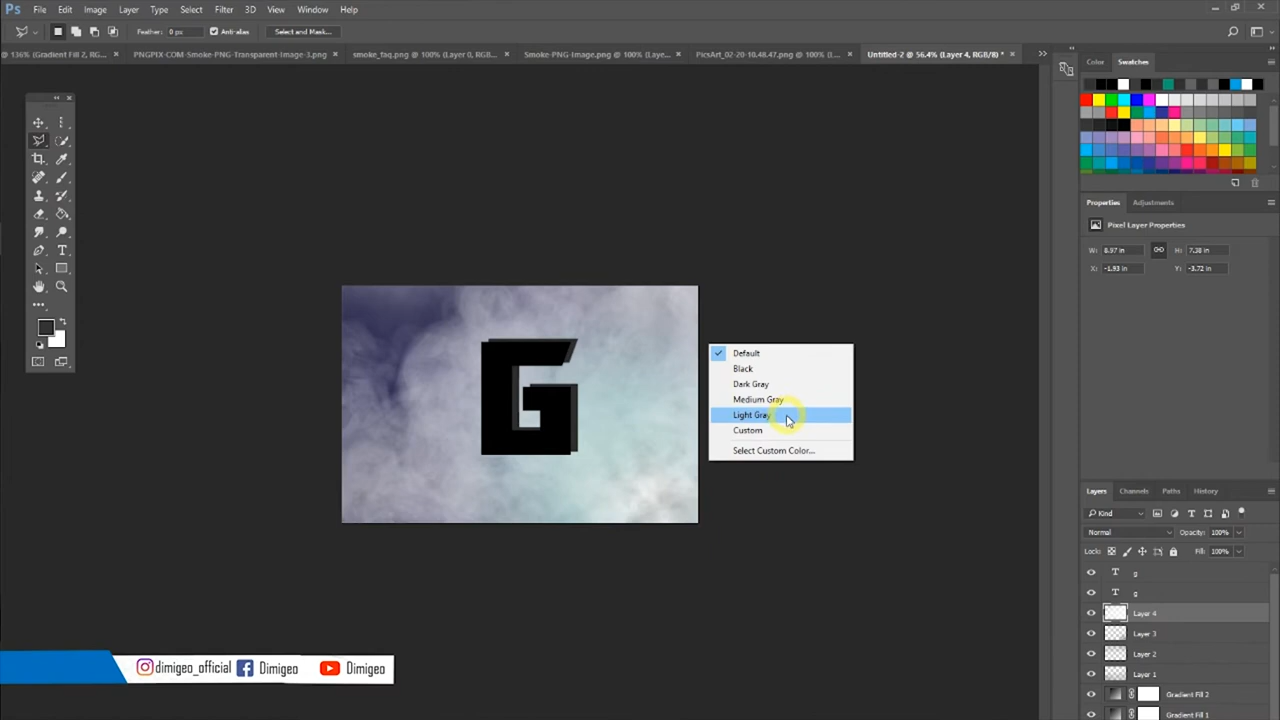 Ps File Edit Image Layer Type Select Filter 3D View Window Help
Feather: 0 px Anti-alias Select and Mask...
@ 136% (Gradient Fill 2, R... × PNGPIX-COM-Smoke-PNG-Transparent-Image-3.png × smoke_taq.png @ 100% (Layer 0, RGB... × Smoke-PNG-Image.png @ 100% (Laye... × PicsArt_02-20-10.48.47.png @ 100% (L... × Untitled-2 @ 56.4% (Layer 4, RGB/8) * ×
Color Swatches
Properties Adjustments
Pixel Layer Properties
W: 8.97 in H: 7.38 in
X: -1.93 in Y: -3.72 in
G
Default
Black
Dark Gray
Medium Gray
Light Gray
Custom
Select Custom Color...
Layers Channels Paths History
Kind T
Normal Opacity: 100%
Locks: Fill: 100%
T g
T g
Layer 4
Layer 3
Layer 2
Layer 1
Gradient Fill 2
Gradient Fill 1
dimigeo_official Dimigeo Dimigeo